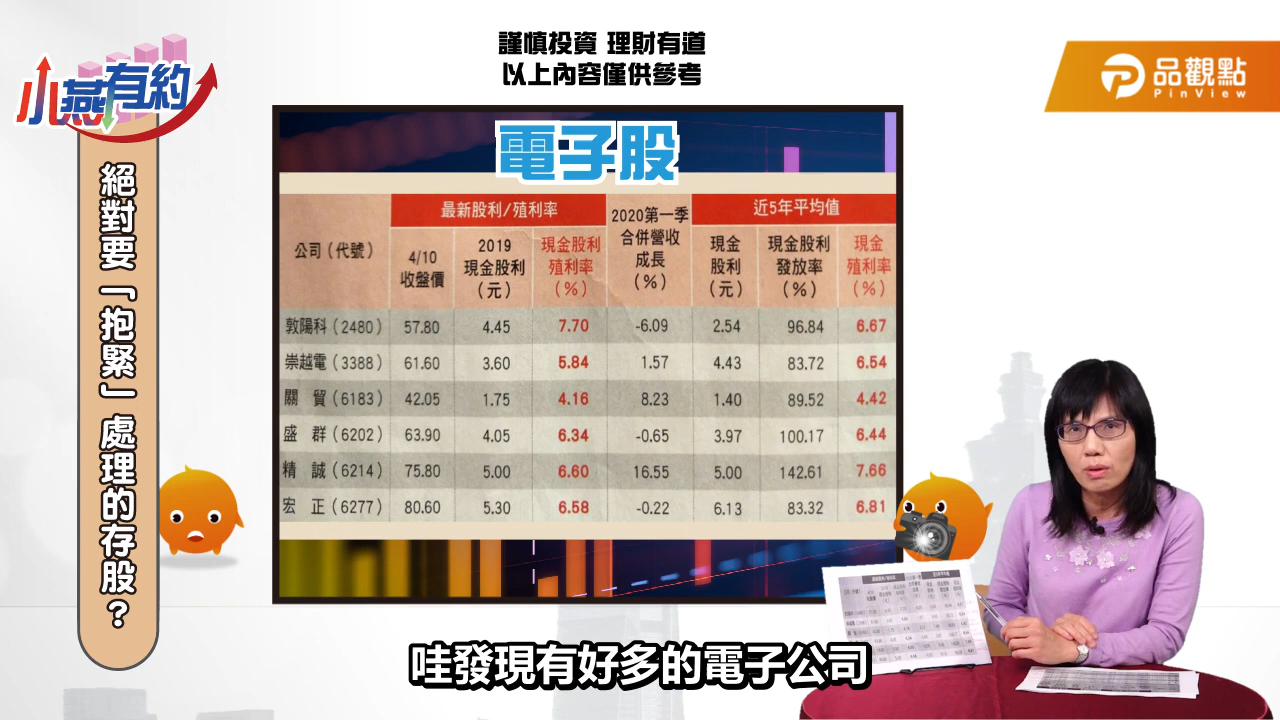 謹慎投資 理財有道
以上內容僅供參考
小燕有約
品觀點
PinView
絕對要「抱緊」處理的存股？
電子股
公司（代號） 最新股利/殖利率 2020第一季合併營收成長（%） 近5年平均值
4/10收盤價 2019現金股利（元） 現金股利殖利率（%） 現金股利（元） 現金股利發放率（%） 現金殖利率（%）
敦陽科（2480） 57.80 4.45 7.70 -6.09 2.54 96.84 6.67
崇越電（3388） 61.60 3.60 5.84 1.57 4.43 83.72 6.54
關　貿（6183） 42.05 1.75 4.16 8.23 1.40 89.52 4.42
盛　群（6202） 63.90 4.05 6.34 -0.65 3.97 100.17 6.44
精　誠（6214） 75.80 5.00 6.60 16.55 5.00 142.61 7.66
宏　正（6277） 80.60 5.30 6.58 -0.22 6.13 83.32 6.81
哇發現有好多的電子公司